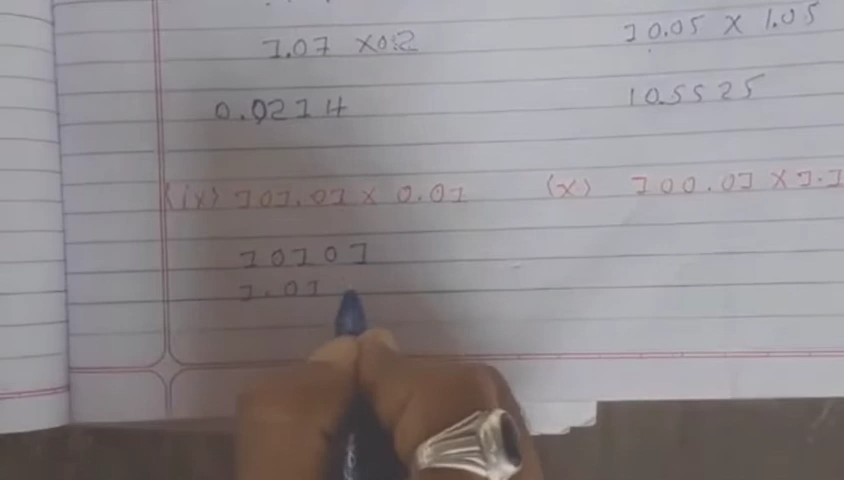 1.07 x0.2
10.05 x 1.05
0.0214
10.5525
(ix) 101.01 x 0.01
(x) 100.01 x 1.1
10101
1.01